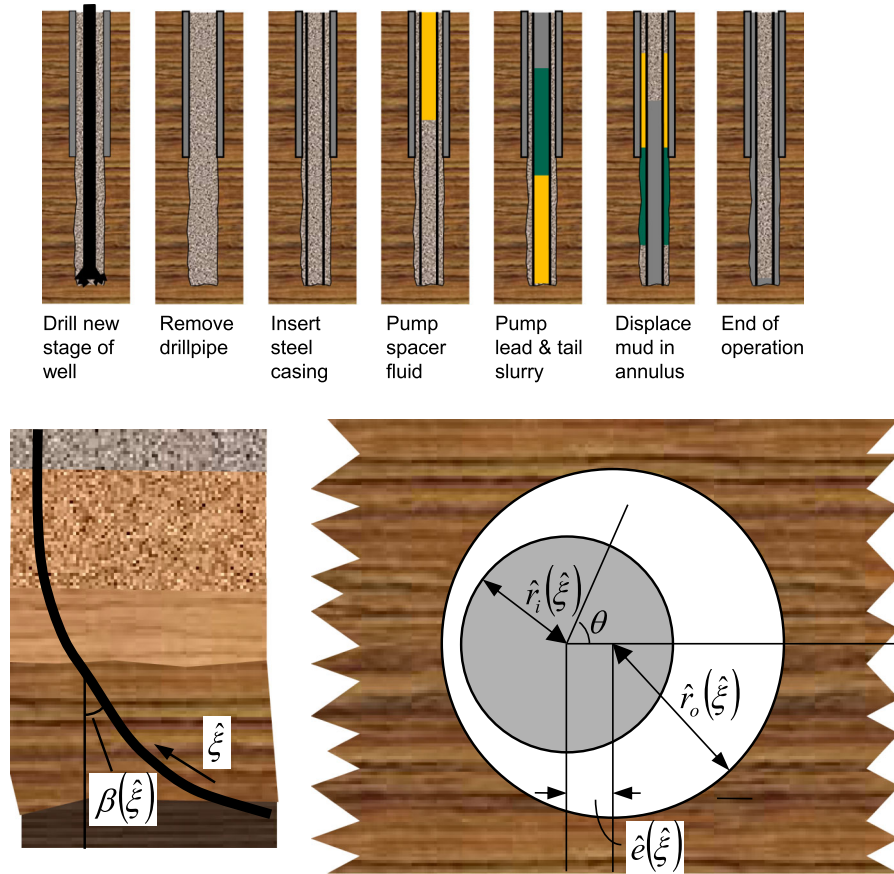 Drill new
stage of
well
Remove
drillpipe
Insert
steel
casing
Pump
spacer
fluid
Pump
lead & tail
slurry
Displace
mud in
annulus
End of
operation
β(ξ̂)
ξ̂
r̂ᵢ(ξ̂)
θ
r̂ₒ(ξ̂)
ê(ξ̂)